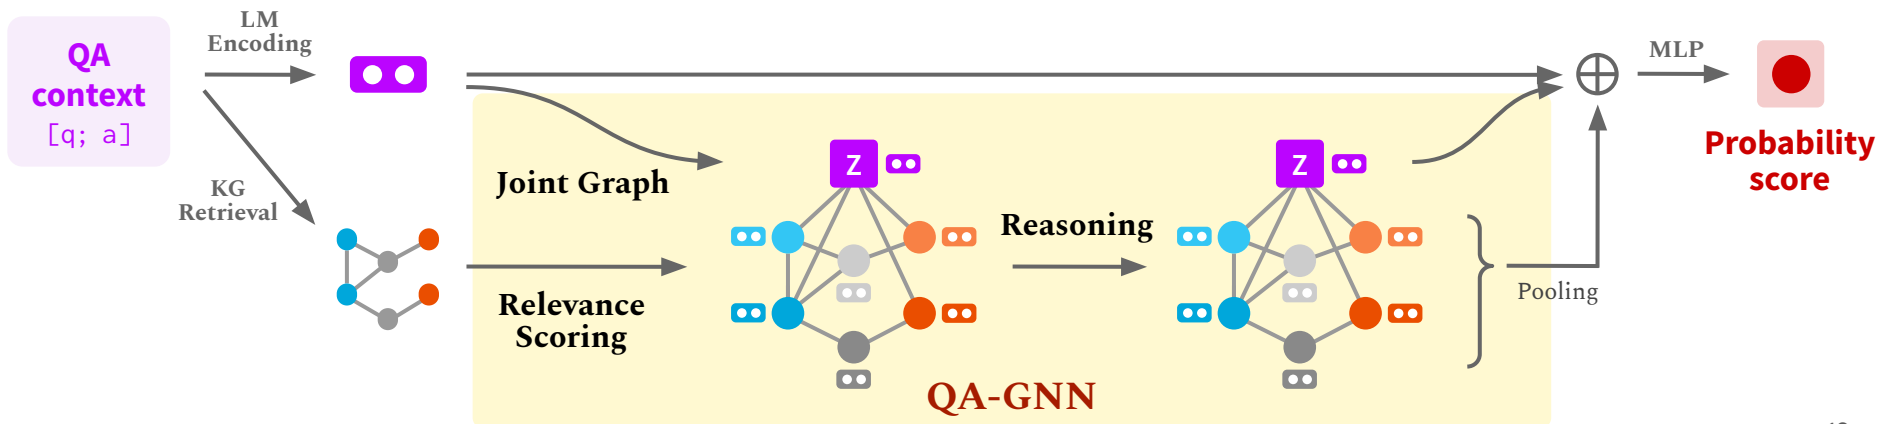 QA
context
[q; a]
LM
Encoding
KG
Retrieval
Joint Graph
Relevance
Scoring
Z
Reasoning
Z
QA-GNN
Pooling
MLP
Probability
score